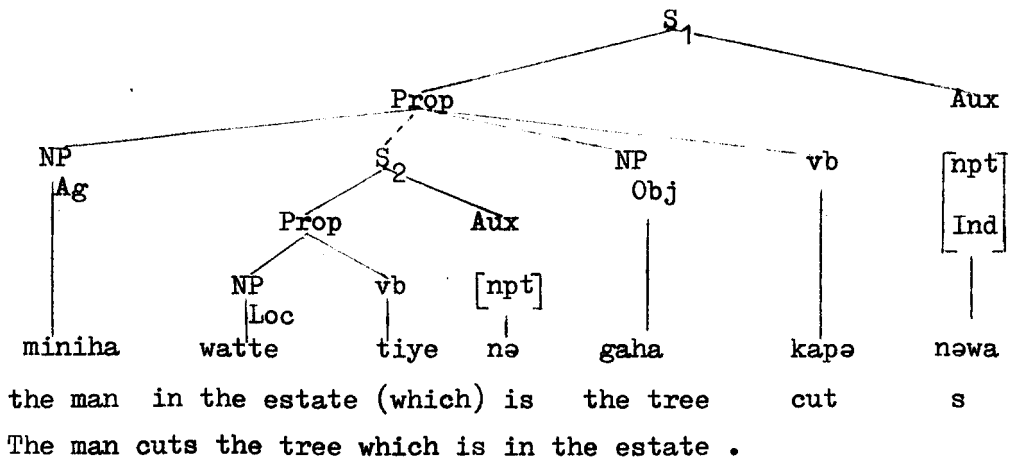 S1
Prop Aux
NP S2 NP vb [npt
Ag Obj Ind]
Prop Aux
NP vb [npt]
Loc
miniha watte tiye nə gaha kapə nəwa
the man in the estate (which) is the tree cut s
The man cuts the tree which is in the estate .